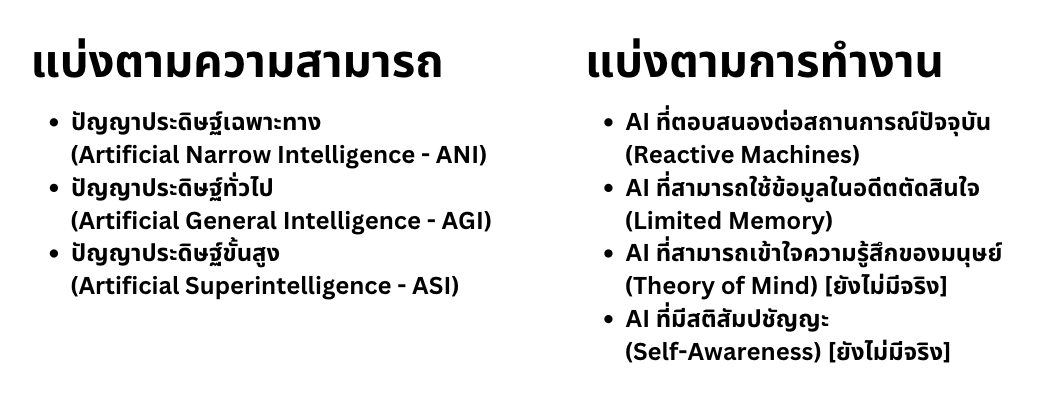 แบ่งตามความสามารถ
• ปัญญาประดิษฐ์เฉพาะทาง
(Artificial Narrow Intelligence - ANI)
• ปัญญาประดิษฐ์ทั่วไป
(Artificial General Intelligence - AGI)
• ปัญญาประดิษฐ์ขั้นสูง
(Artificial Superintelligence - ASI)
แบ่งตามการทำงาน
• AI ที่ตอบสนองต่อสถานการณ์ปัจจุบัน
(Reactive Machines)
• AI ที่สามารถใช้ข้อมูลในอดีตตัดสินใจ
(Limited Memory)
• AI ที่สามารถเข้าใจความรู้สึกของมนุษย์
(Theory of Mind) [ยังไม่มีจริง]
• AI ที่มีสติสัมปชัญญะ
(Self-Awareness) [ยังไม่มีจริง]